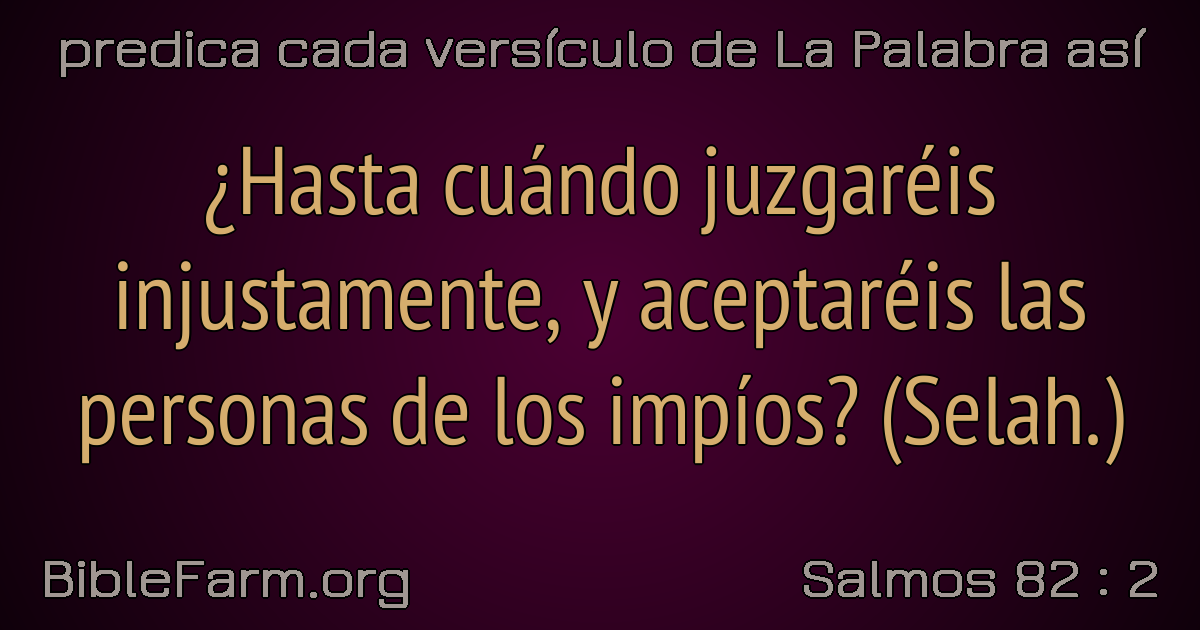 predica cada versículo de La Palabra así
¿Hasta cuándo juzgaréis
injustamente, y aceptaréis las
personas de los impíos? (Selah.)
BibleFarm.org
Salmos 82 : 2